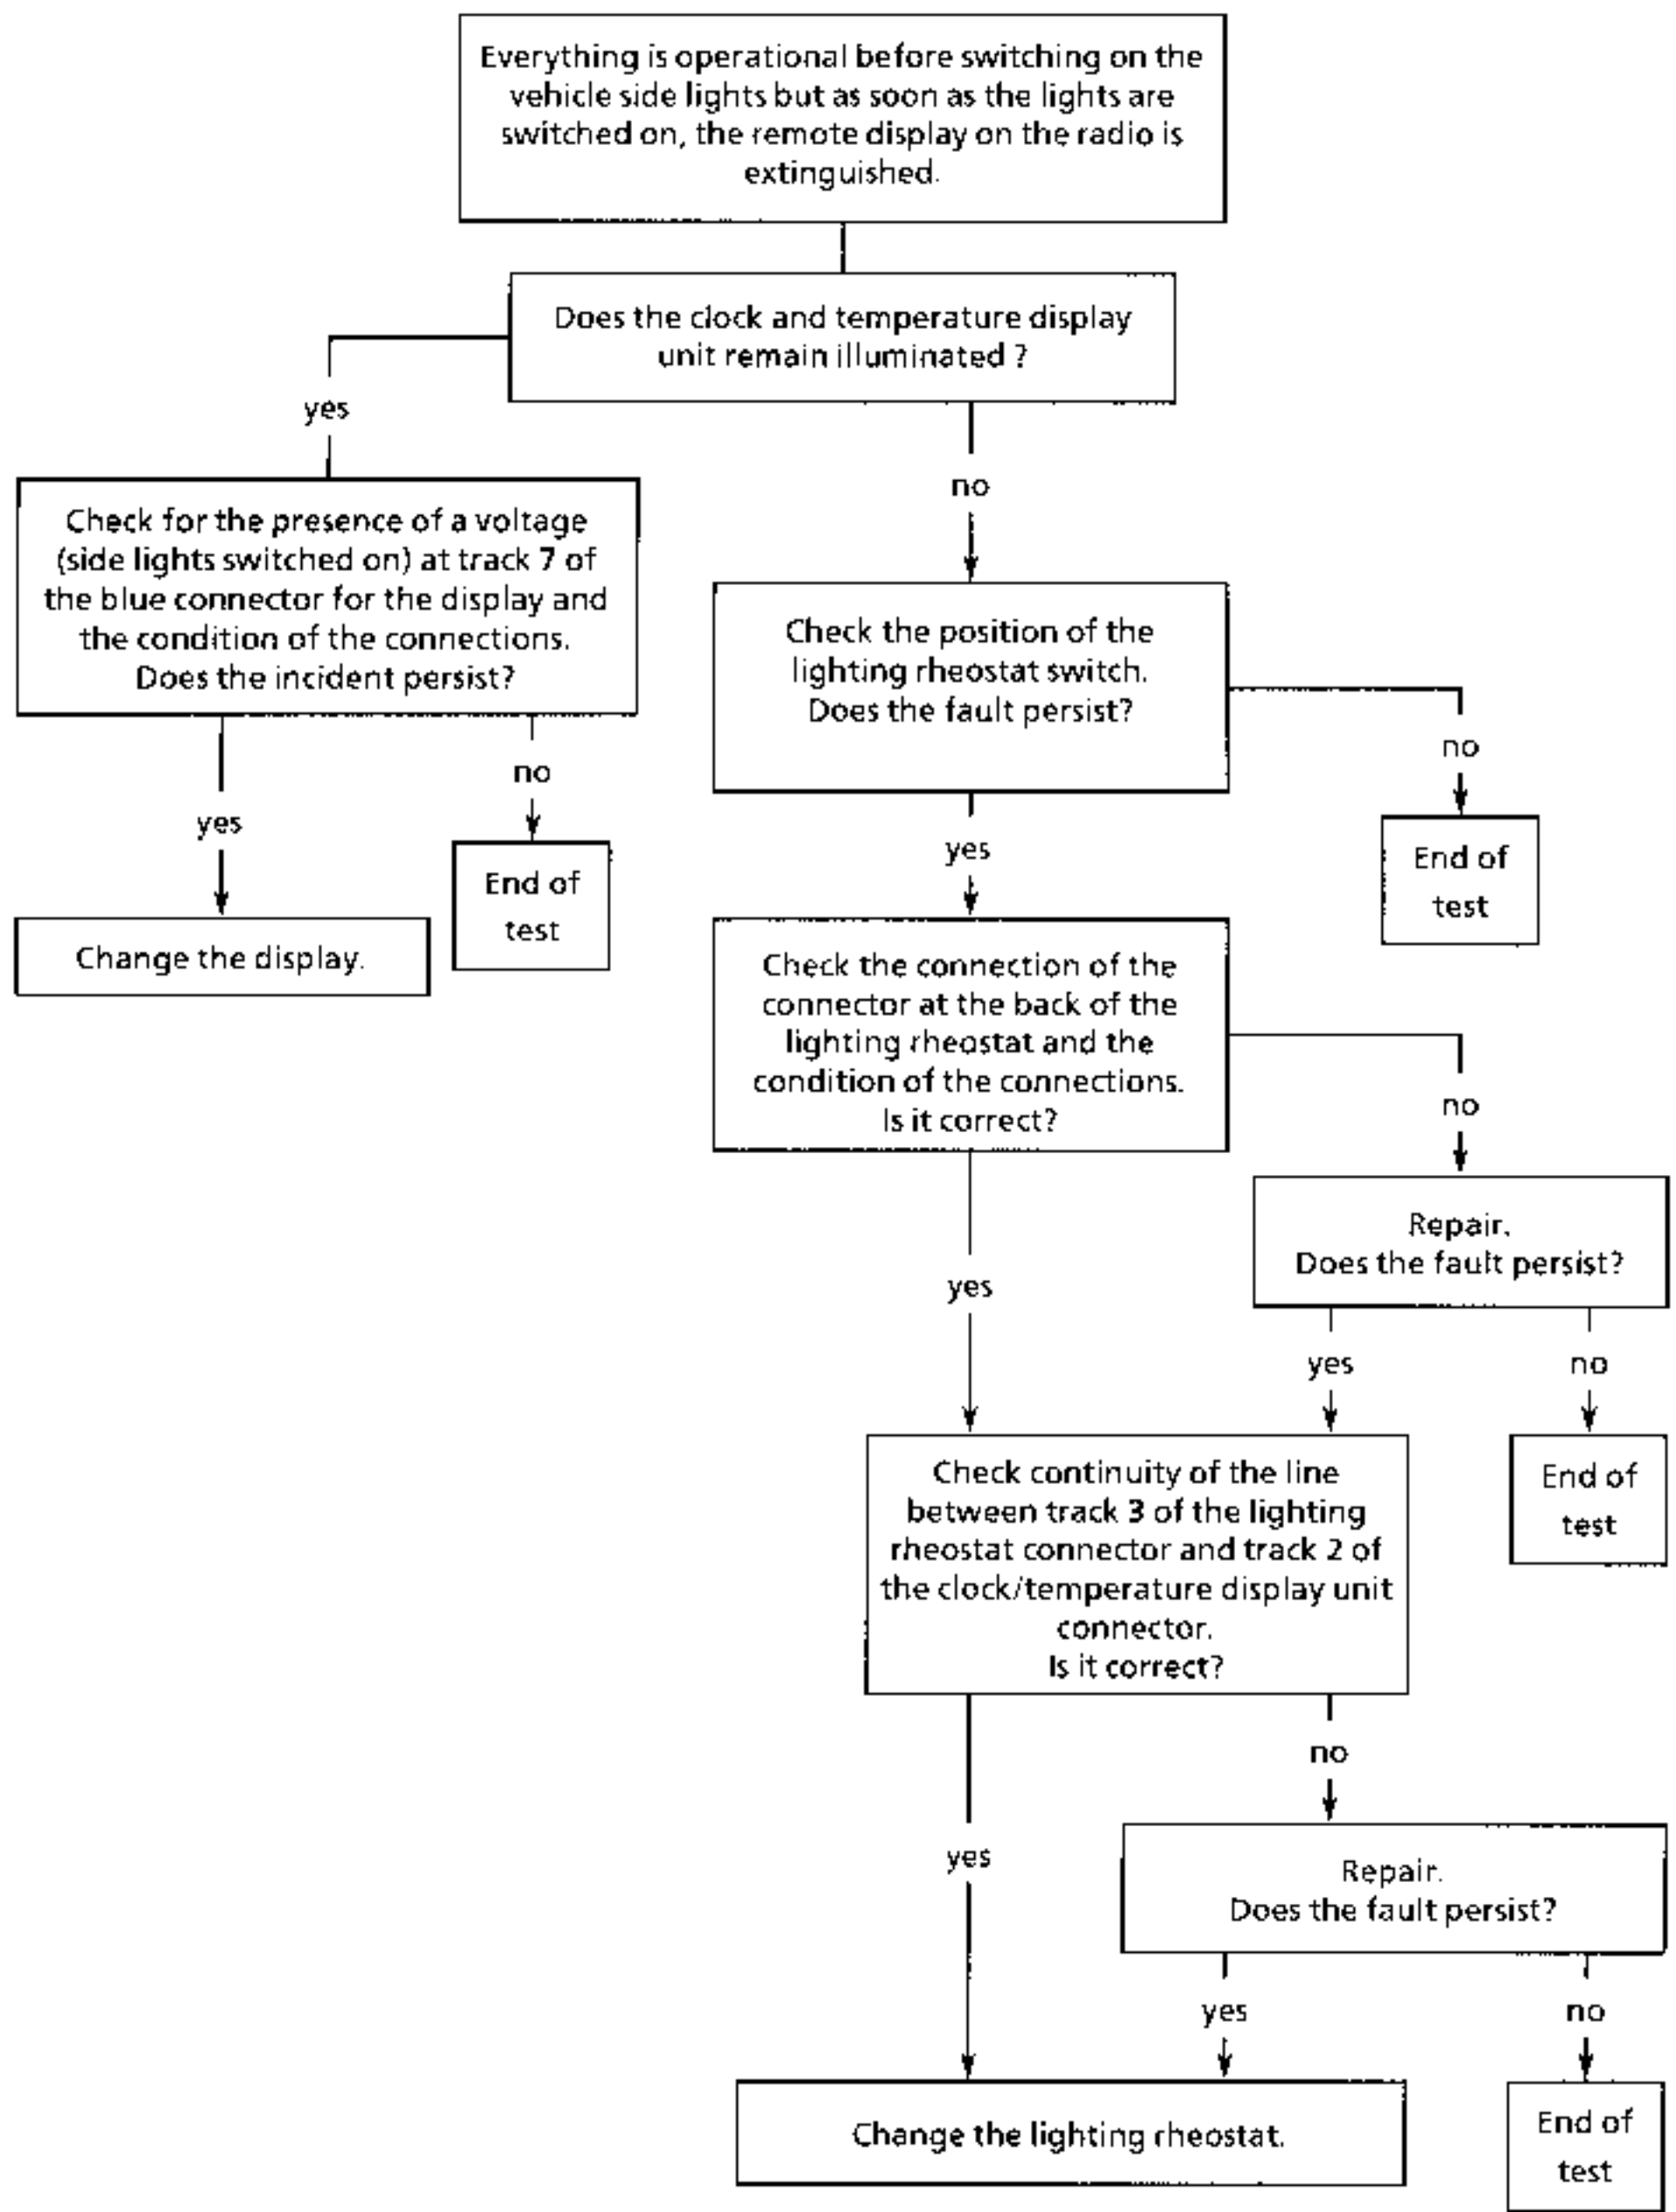 Everything is operational before switching on the
vehicle side lights but as soon as the lights are
switched on, the remote display on the radio is
extinguished.
Does the clock and temperature display
unit remain illuminated ?
yes
no
Check for the presence of a voltage
(side lights switched on) at track 7 of
the blue connector for the display and
the condition of the connections.
Does the incident persist?
Check the position of the
lighting rheostat switch.
Does the fault persist?
no
no
yes
yes
End of
test
End of
test
Change the display.
Check the connection of the
connector at the back of the
lighting rheostat and the
condition of the connections.
Is it correct?
no
Repair.
Does the fault persist?
yes
yes
no
Check continuity of the line
between track 3 of the lighting
rheostat connector and track 2 of
the clock/temperature display unit
connector.
Is it correct?
End of
test
no
yes
Repair.
Does the fault persist?
yes
no
Change the lighting rheostat.
End of
test